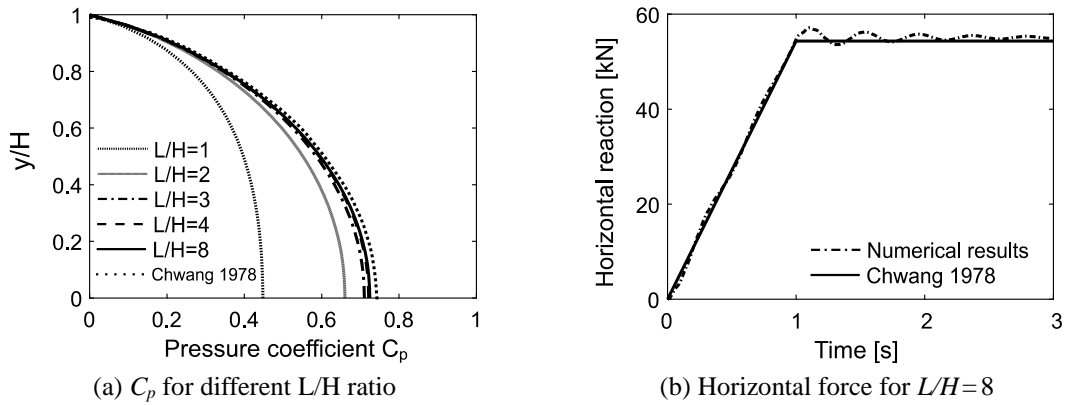 1
0.8
0.6
0.4
0.2
0
y/H
L/H=1
L/H=2
L/H=3
L/H=4
L/H=8
Chwang 1978
0 0.2 0.4 0.6 0.8 1
Pressure coefficient Cp
(a) Cp for different L/H ratio
60
40
20
0
Horizontal reaction [kN]
Numerical results
Chwang 1978
0 1 2 3
Time [s]
(b) Horizontal force for L/H=8